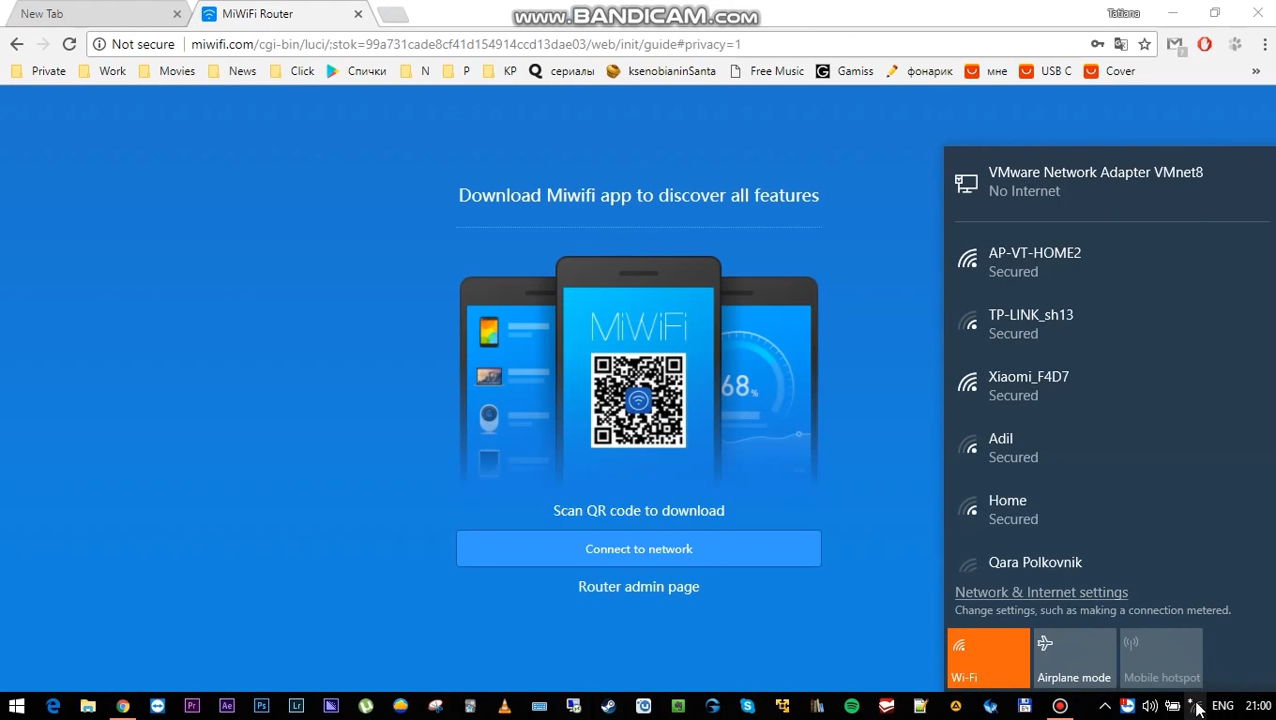 New Tab
MiWiFi Router
www.BANDICAM.com
Tatiana
Not secure
miwifi.com/cgi-bin/luci/;stok=99a731cade8cf41d154914ccd13dae03/web/init/guide#privacy=1
Private
Work
Movies
News
Click
Спички
N
P
KP
сериалы
ksenobianinSanta
Free Music
Gamiss
фонарик
мне
USB C
Cover
Download Miwifi app to discover all features
MiWiFi
68%
Scan QR code to download
Connect to network
Router admin page
VMware Network Adapter VMnet8
No Internet
AP-VT-HOME2
Secured
TP-LINK_sh13
Secured
Xiaomi_F4D7
Secured
Adil
Secured
Home
Secured
Qara Polkovnik
Network & Internet settings
Change settings, such as making a connection metered.
Wi-Fi
Airplane mode
Mobile hotspot
Pr
Ae
Ps
Lr
ENG
21:00